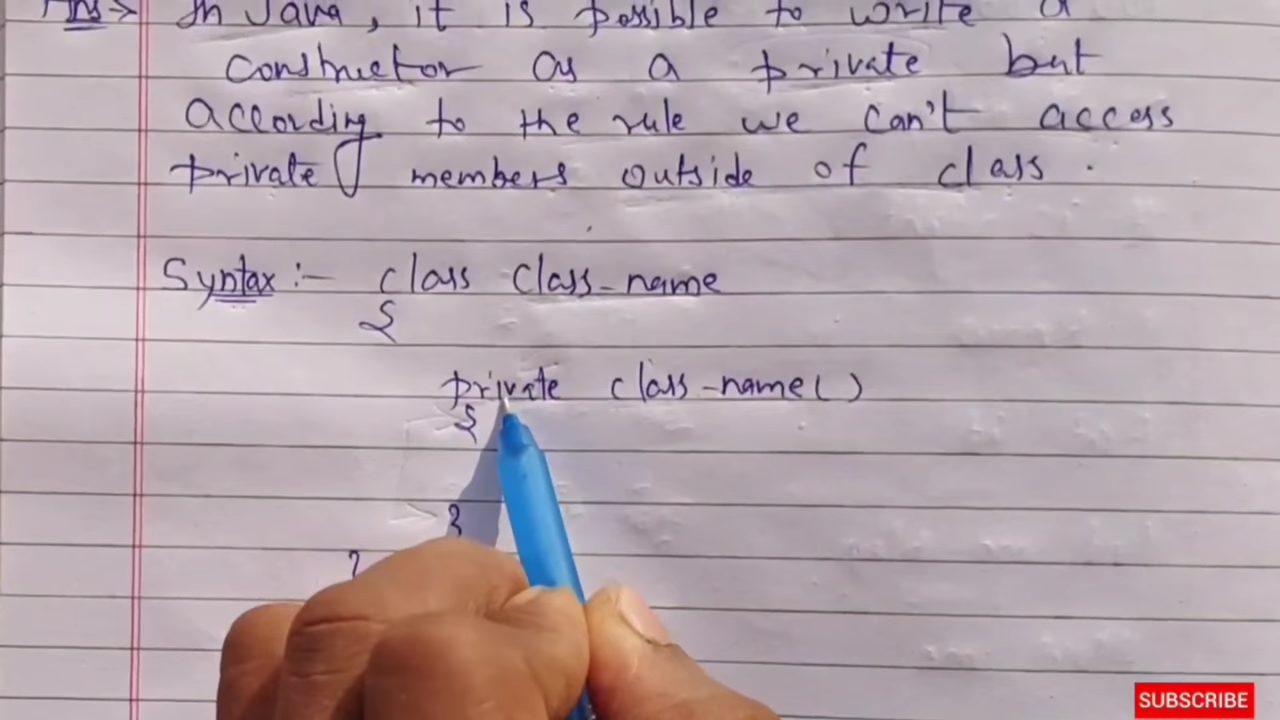 Ans> In Java, it is possible to write a
constructor as a private but
according to the rule we can't access
private members outside of class.
Syntax :- class class-name
{
private class-name()
{
}
}
SUBSCRIBE